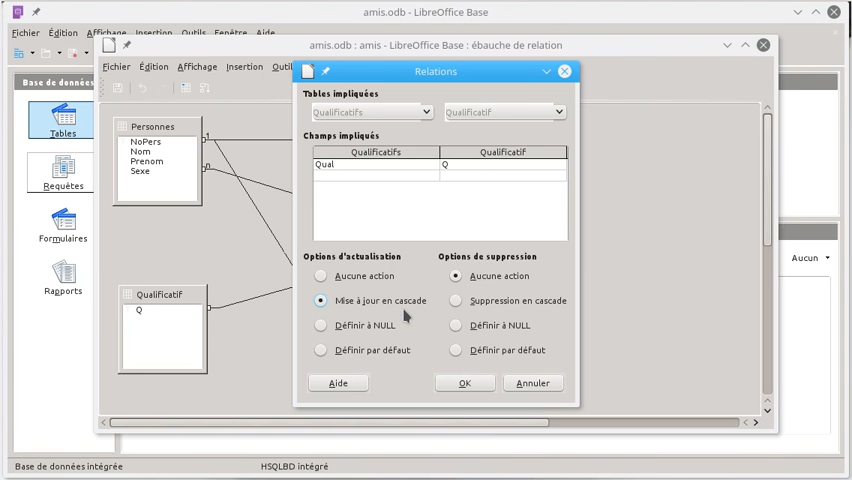 amis.odb - LibreOffice Base
Fichier Édition Affichage Insertion Outils Fenêtre Aide
amis.odb : amis - LibreOffice Base : ébauche de relation
Fichier Édition Affichage Insertion Outi
Base de données
Tables
Requêtes
Formulaires
Rapports
Personnes
NoPers
Nom
Prenom
Sexe
1
n
Qualificatif
Q
Relations
Tables impliquées
Qualificatifs Qualificatif
Champs impliqués
Qualificatifs Qualificatif
Qual Q
Options d'actualisation Options de suppression
Aucune action Aucune action
Mise à jour en cascade Suppression en cascade
Définir à NULL Définir à NULL
Définir par défaut Définir par défaut
Aide OK Annuler
Aucun
Base de données intégrée HSQLBD intégré